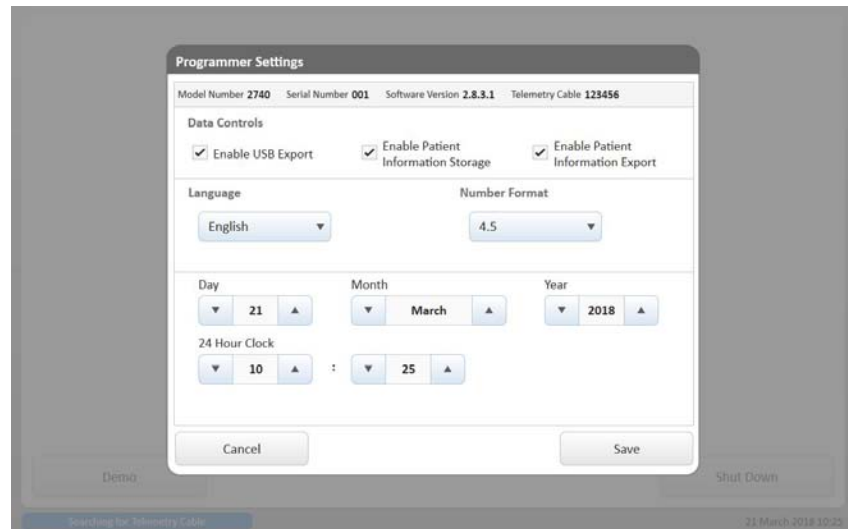 Programmer Settings
Model Number 2740 Serial Number 001 Software Version 2.8.3.1 Telemetry Cable 123456
Data Controls
Enable USB Export
Enable Patient
Information Storage
Enable Patient
Information Export
Language Number Format
English 4.5
Day Month Year
21 March 2018
24 Hour Clock
10 : 25
Cancel Save
Demo Shut Down
Searching for Telemetry Cable 21 March 2018 10:25